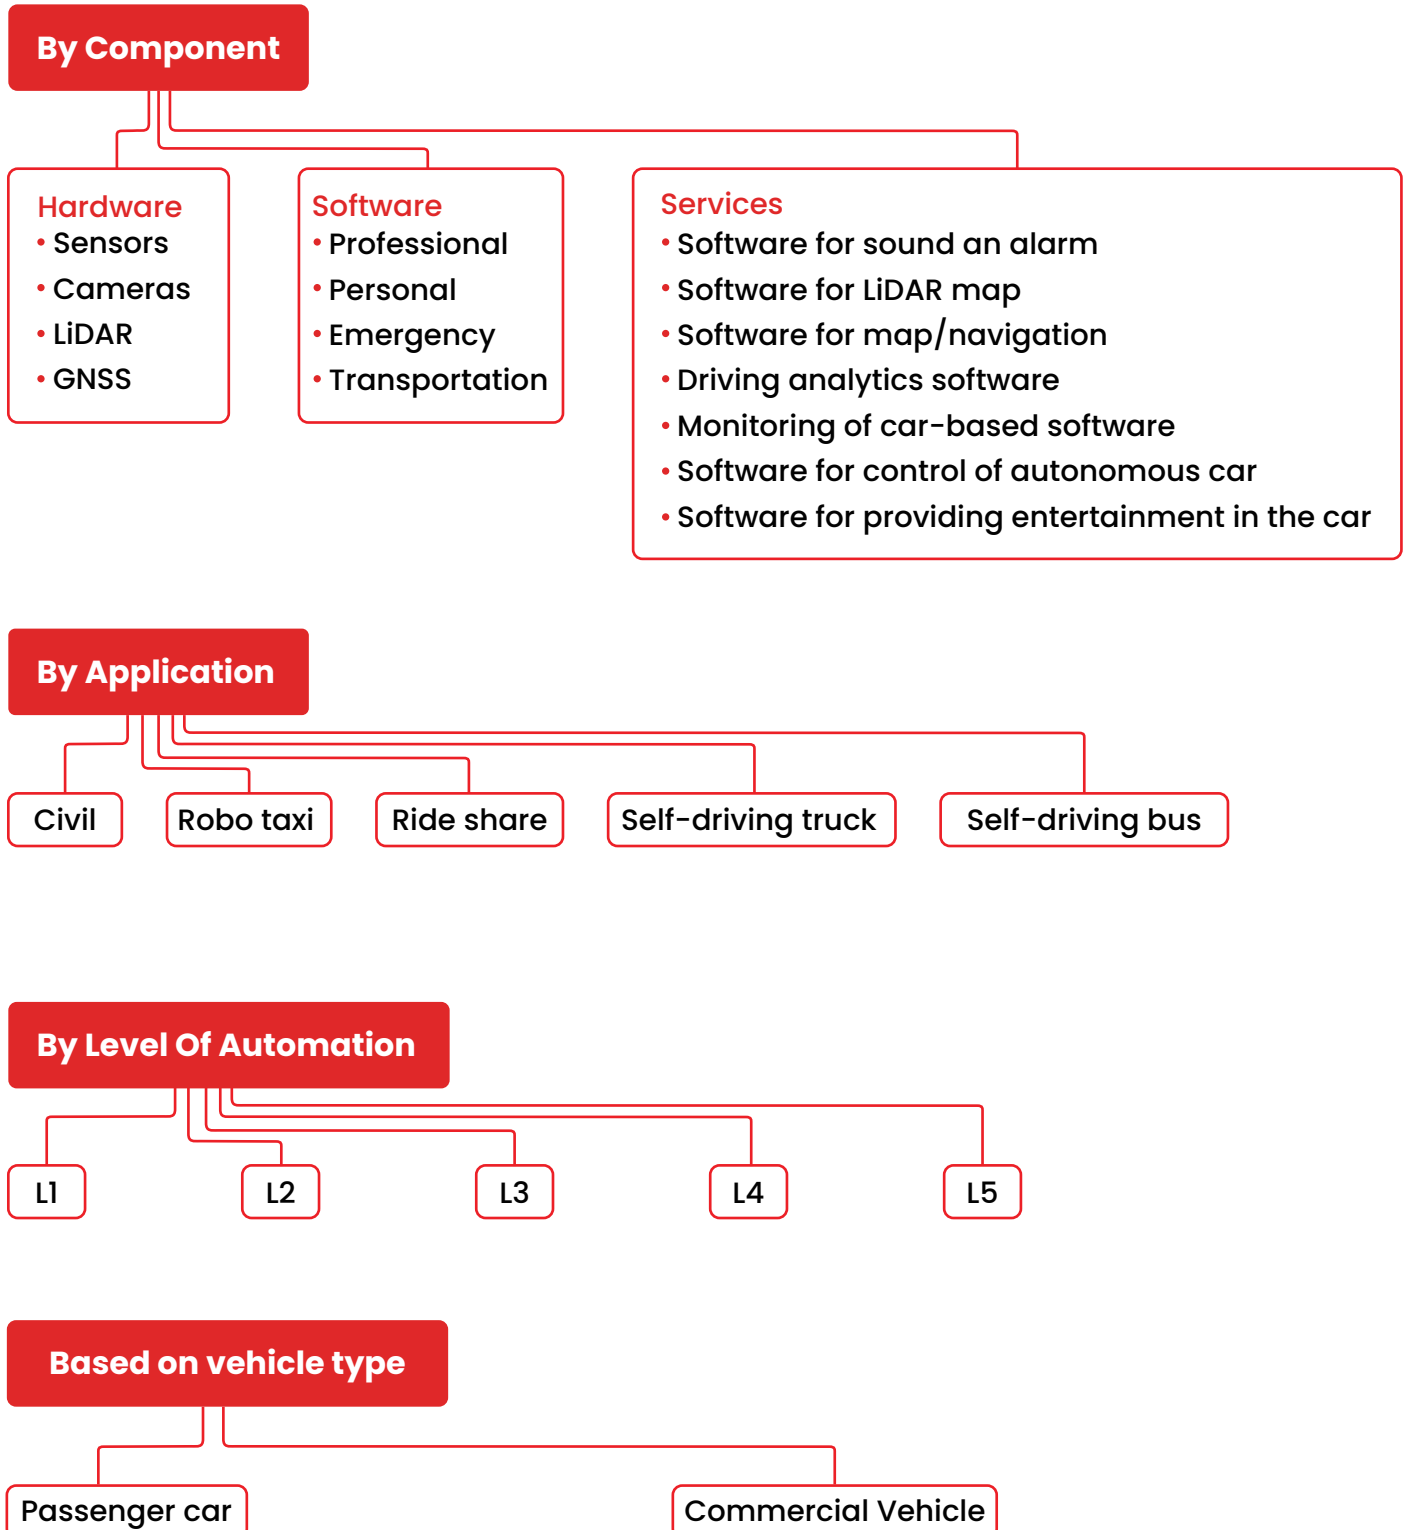 By Component
Hardware
• Sensors
• Cameras
• LiDAR
• GNSS
Software
• Professional
• Personal
• Emergency
• Transportation
Services
• Software for sound an alarm
• Software for LiDAR map
• Software for map/navigation
• Driving analytics software
• Monitoring of car-based software
• Software for control of autonomous car
• Software for providing entertainment in the car
By Application
Civil
Robo taxi
Ride share
Self-driving truck
Self-driving bus
By Level Of Automation
L1
L2
L3
L4
L5
Based on vehicle type
Passenger car
Commercial Vehicle